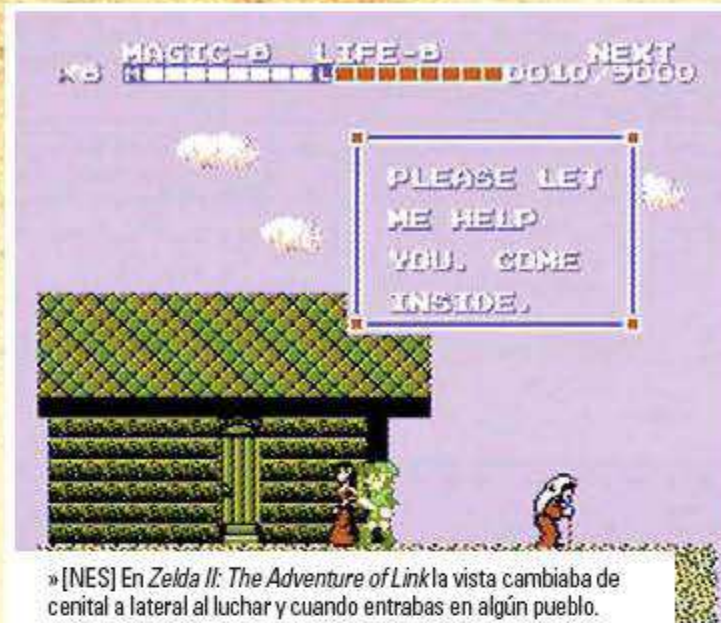 MAGIC-8 LIFE-8 NEXT
0010/9000
PLEASE LET
ME HELP
YOU. COME
INSIDE.
»[NES] En Zelda II: The Adventure of Link la vista cambiaba de
cenital a lateral al luchar y cuando entrabas en algún pueblo.